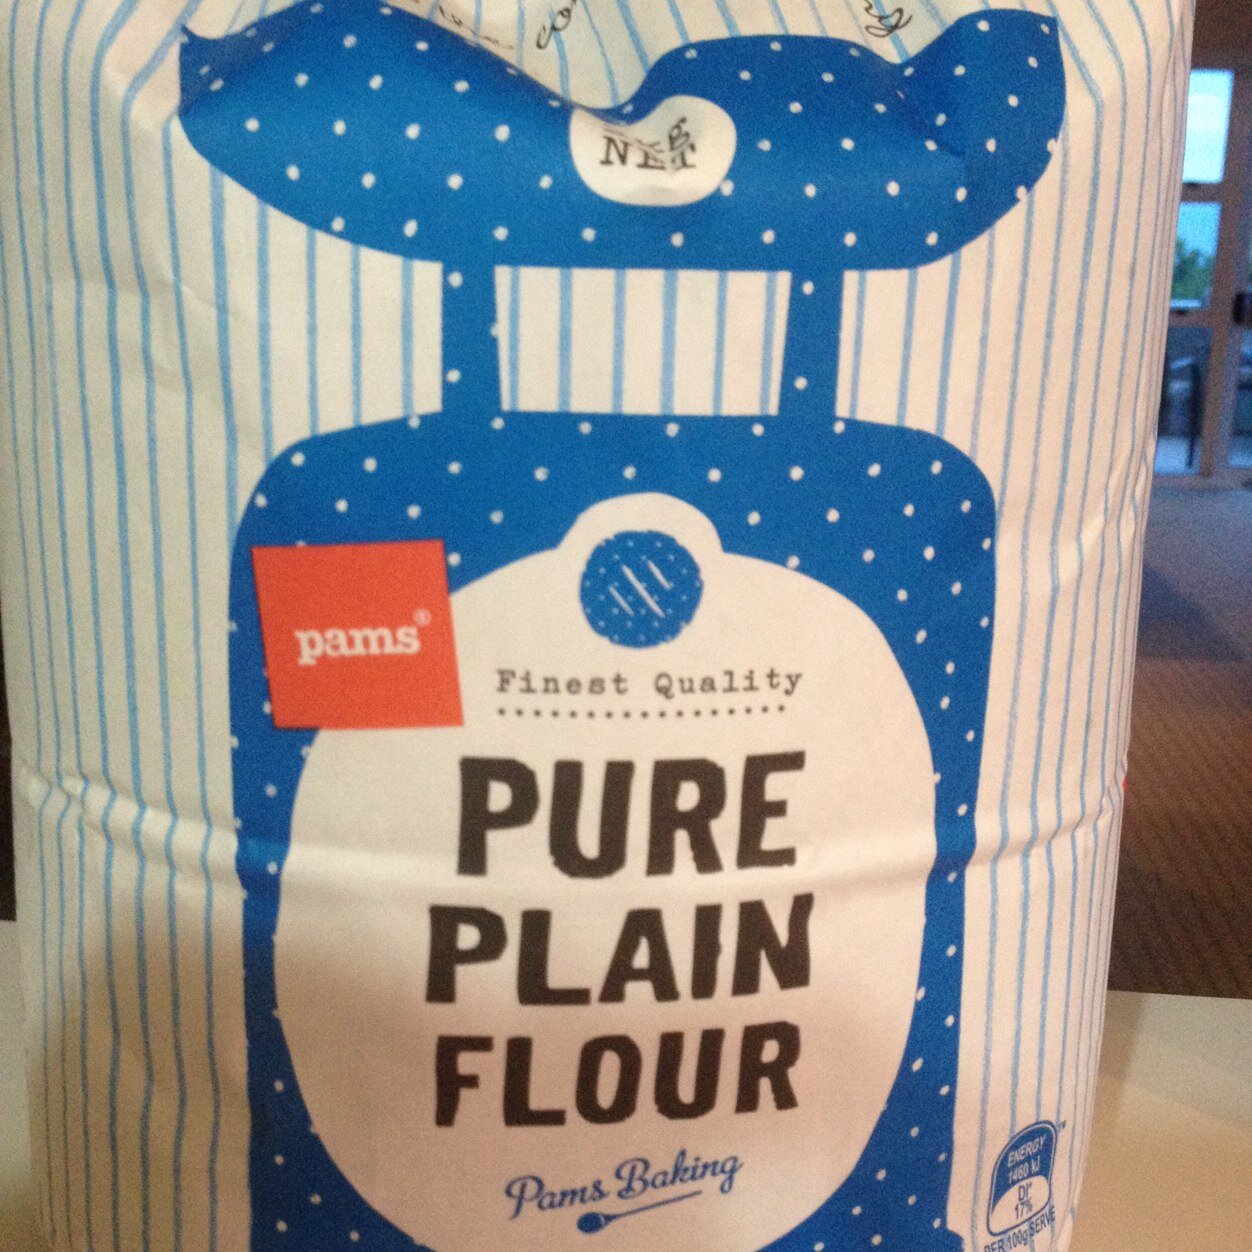 NET
pams®
Finest Quality
PURE
PLAIN
FLOUR
Pams Baking
ENERGY
1460 kJ
DI*
17%
PER 100g SERVE